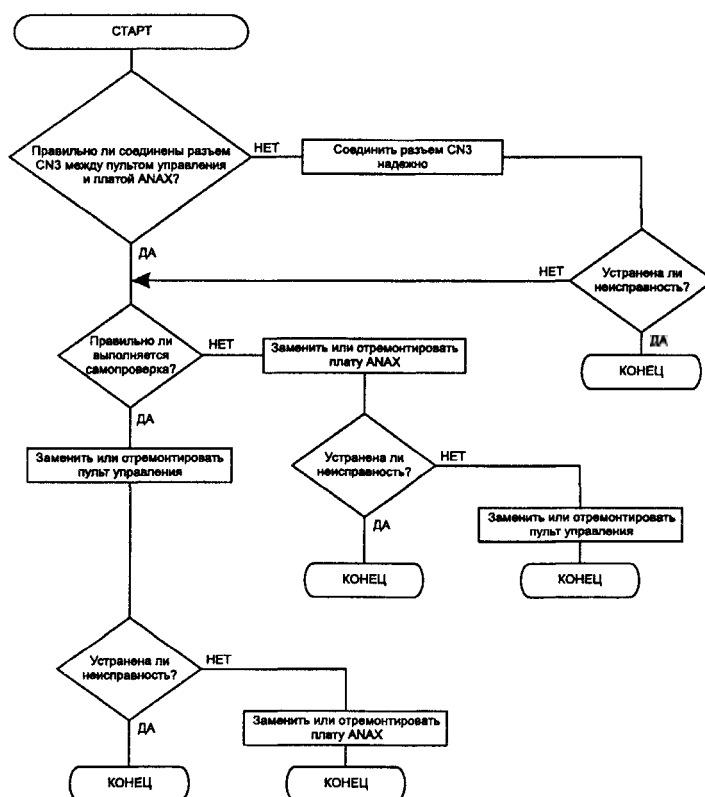 СТАРТ
Правильно ли соединены разъем
CN3 между пультом управления
и платой ANAX?
НЕТ
Соединить разъем CN3
надежно
ДА
НЕТ
Устранена ли
неисправность?
ДА
КОНЕЦ
Правильно ли
выполняется
самопроверка?
НЕТ
Заменить или отремонтировать
плату ANAX
ДА
Заменить или отремонтировать
пульт управления
Устранена ли
неисправность?
НЕТ
Заменить или отремонтировать
пульт управления
ДА
КОНЕЦ
КОНЕЦ
Устранена ли
неисправность?
НЕТ
Заменить или отремонтировать
плату ANAX
ДА
КОНЕЦ
КОНЕЦ